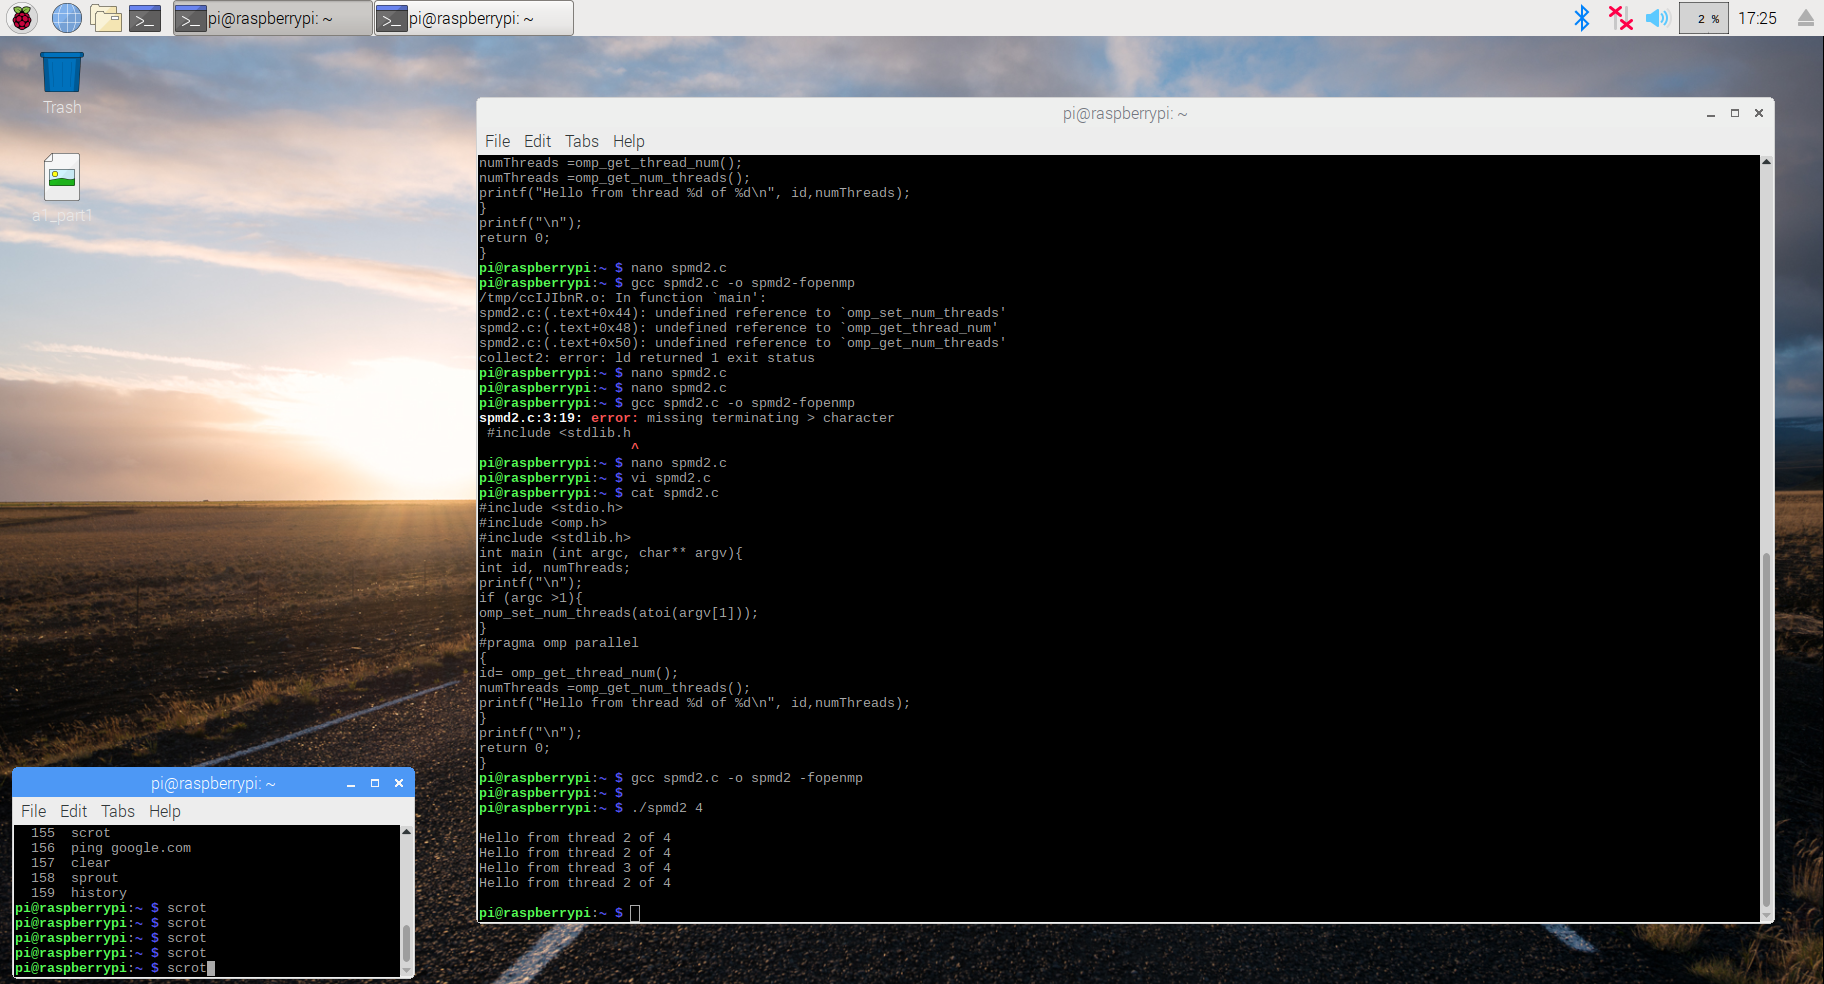 pi@raspberrypi: ~
pi@raspberrypi: ~
2 %
17:25
Trash
a1_part1
pi@raspberrypi: ~
File Edit Tabs Help
numThreads =omp_get_thread_num();
numThreads =omp_get_num_threads();
printf("Hello from thread %d of %d\n", id,numThreads);
}
printf("\n");
return 0;
}
pi@raspberrypi:~ $ nano spmd2.c
pi@raspberrypi:~ $ gcc spmd2.c -o spmd2-fopenmp
/tmp/ccIJIbnR.o: In function `main':
spmd2.c:(.text+0x44): undefined reference to `omp_set_num_threads'
spmd2.c:(.text+0x48): undefined reference to `omp_get_thread_num'
spmd2.c:(.text+0x50): undefined reference to `omp_get_num_threads'
collect2: error: ld returned 1 exit status
pi@raspberrypi:~ $ nano spmd2.c
pi@raspberrypi:~ $ nano spmd2.c
pi@raspberrypi:~ $ gcc spmd2.c -o spmd2-fopenmp
spmd2.c:3:19: error: missing terminating > character
 #include <stdlib.h
                   ^
pi@raspberrypi:~ $ nano spmd2.c
pi@raspberrypi:~ $ vi spmd2.c
pi@raspberrypi:~ $ cat spmd2.c
#include <stdio.h>
#include <omp.h>
#include <stdlib.h>
int main (int argc, char** argv){
int id, numThreads;
printf("\n");
if (argc >1){
omp_set_num_threads(atoi(argv[1]));
}
#pragma omp parallel
{
id= omp_get_thread_num();
numThreads =omp_get_num_threads();
printf("Hello from thread %d of %d\n", id,numThreads);
}
printf("\n");
return 0;
}
pi@raspberrypi:~ $ gcc spmd2.c -o spmd2 -fopenmp
pi@raspberrypi:~ $
pi@raspberrypi:~ $ ./spmd2 4
Hello from thread 2 of 4
Hello from thread 2 of 4
Hello from thread 3 of 4
Hello from thread 2 of 4
pi@raspberrypi:~ $
pi@raspberrypi: ~
File Edit Tabs Help
155 scrot
156 ping google.com
157 clear
158 sprout
159 history
pi@raspberrypi:~ $ scrot
pi@raspberrypi:~ $ scrot
pi@raspberrypi:~ $ scrot
pi@raspberrypi:~ $ scrot
pi@raspberrypi:~ $ scrot